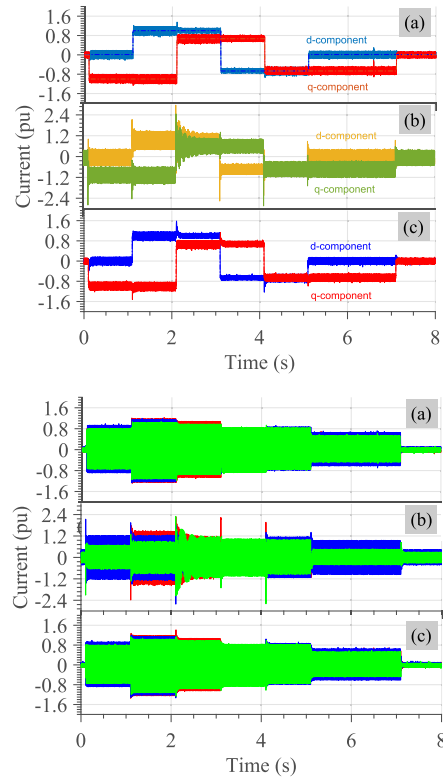 (a)
1.6
0.8
0
-0.8
-1.6
d-component
q-component
(b)
2.4
1.2
0
-1.2
-2.4
d-component
q-component
(c)
1.6
0.8
0
-0.8
-1.6
d-component
q-component
Current (pu)
0 2 4 6 8
Time (s)
(a)
1.6
0.8
0
-0.8
-1.6
(b)
2.4
1.2
0
-1.2
-2.4
(c)
1.6
0.8
0
-0.8
-1.6
Current (pu)
0 2 4 6 8
Time (s)